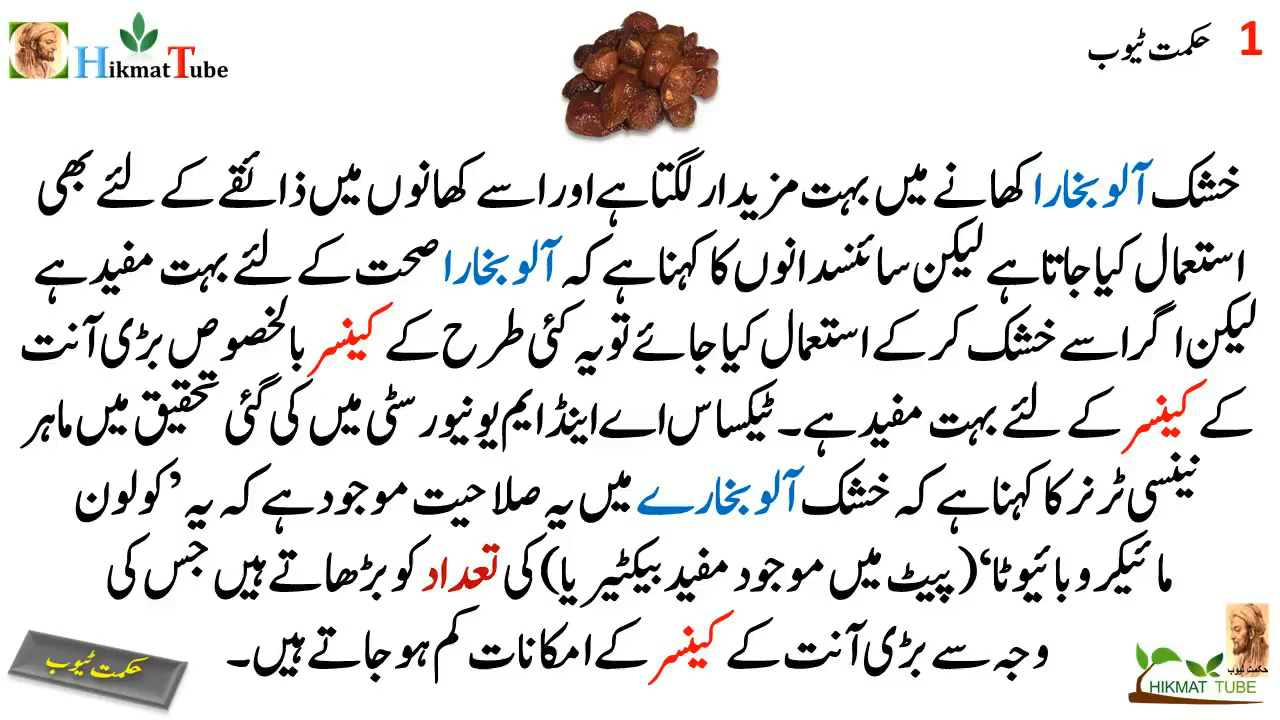 HikmatTube
حکمت ٹیوب
1
خشک آلو بخارا کھانے میں بہت مزیدار لگتا ہے اور اسے کھانوں میں ذائقے کے لئے بھی
استعمال کیا جاتا ہے لیکن سائنسدانوں کا کہنا ہے کہ آلو بخارا صحت کے لئے بہت مفید ہے
لیکن اگر اسے خشک کر کے استعمال کیا جائے تو یہ کئی طرح کے کینسر بالخصوص بڑی آنت
کے کینسر کے لئے بہت مفید ہے۔ ٹیکساس اے اینڈ ایم یونیورسٹی میں کی گئی تحقیق میں ماہر
نینسی ٹرنر کا کہنا ہے کہ خشک آلو بخارے میں یہ صلاحیت موجود ہے کہ یہ ’کولون
مائیکرو بائیوٹا‘ (پیٹ میں موجود مفید بیکٹیریا) کی تعداد کو بڑھاتے ہیں جس کی
وجہ سے بڑی آنت کے کینسر کے امکانات کم ہو جاتے ہیں۔
حکمت ٹیوب
حکمت ٹیوب
HIKMAT TUBE